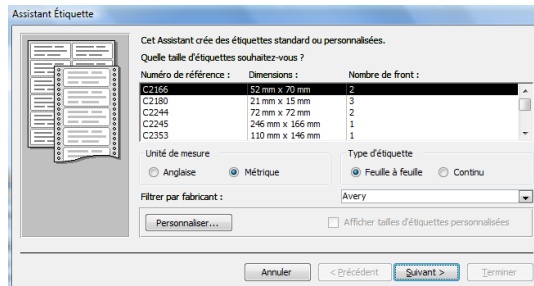 Assistant Étiquette
Cet Assistant crée des étiquettes standard ou personnalisées.
Quelle taille d'étiquettes souhaitez-vous ?
Numéro de référence : Dimensions : Nombre de front :
C2166 52 mm x 70 mm 2
C2180 21 mm x 15 mm 3
C2244 72 mm x 72 mm 2
C2245 246 mm x 166 mm 1
C2353 110 mm x 146 mm 1
Unité de mesure Type d'étiquette
Anglaise Métrique Feuille à feuille Continu
Filtrer par fabricant : Avery
Personnaliser... Afficher tailles d'étiquettes personnalisées
Annuler < Précédent Suivant > Terminer